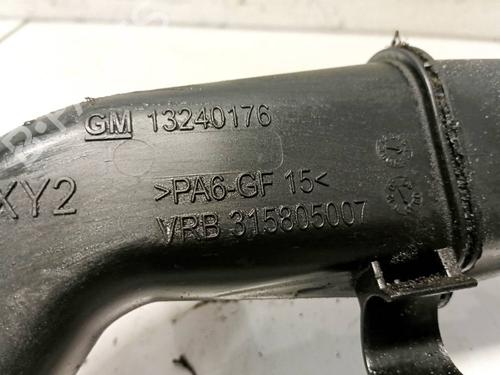 GM 13240176
XY2
>PA6-GF 15<
VRB 315805007